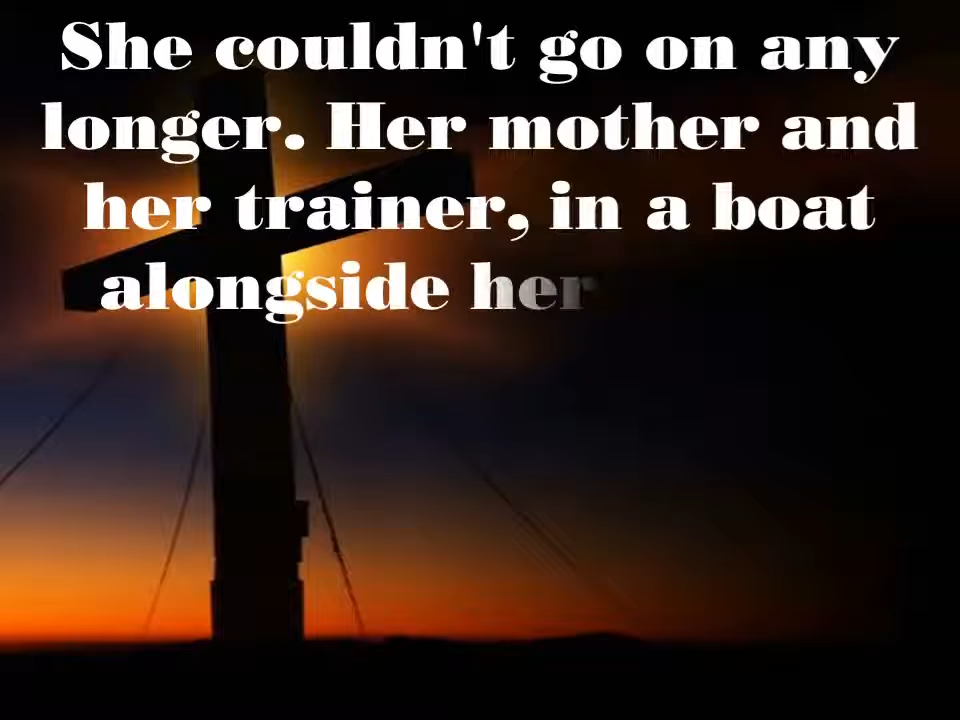 She couldn't go on any
longer. Her mother and
her trainer, in a boat
alongside her